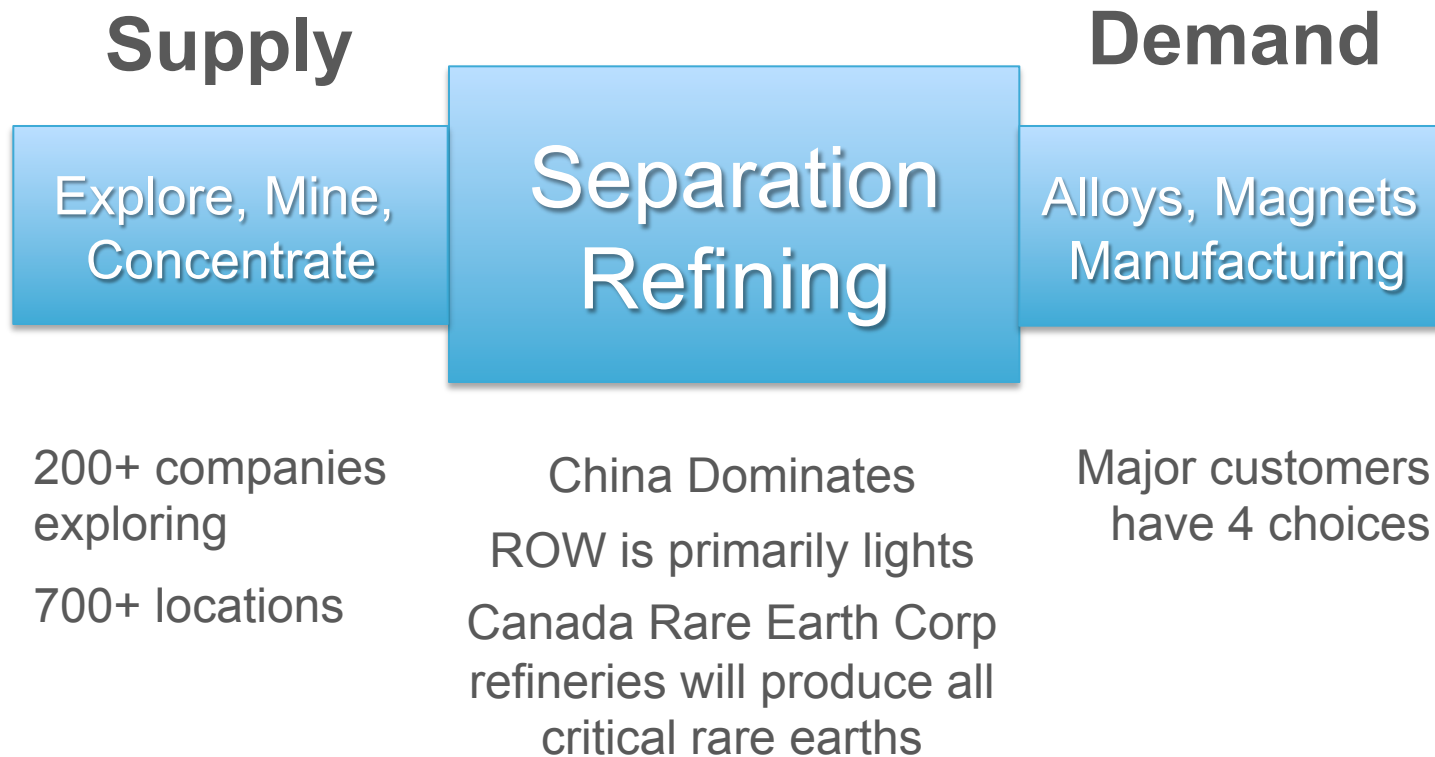 Supply
Demand
Explore, Mine,
Concentrate
Separation
Refining
Alloys, Magnets
Manufacturing
200+ companies
exploring
700+ locations
China Dominates
ROW is primarily lights
Canada Rare Earth Corp
refineries will produce all
critical rare earths
Major customers
have 4 choices